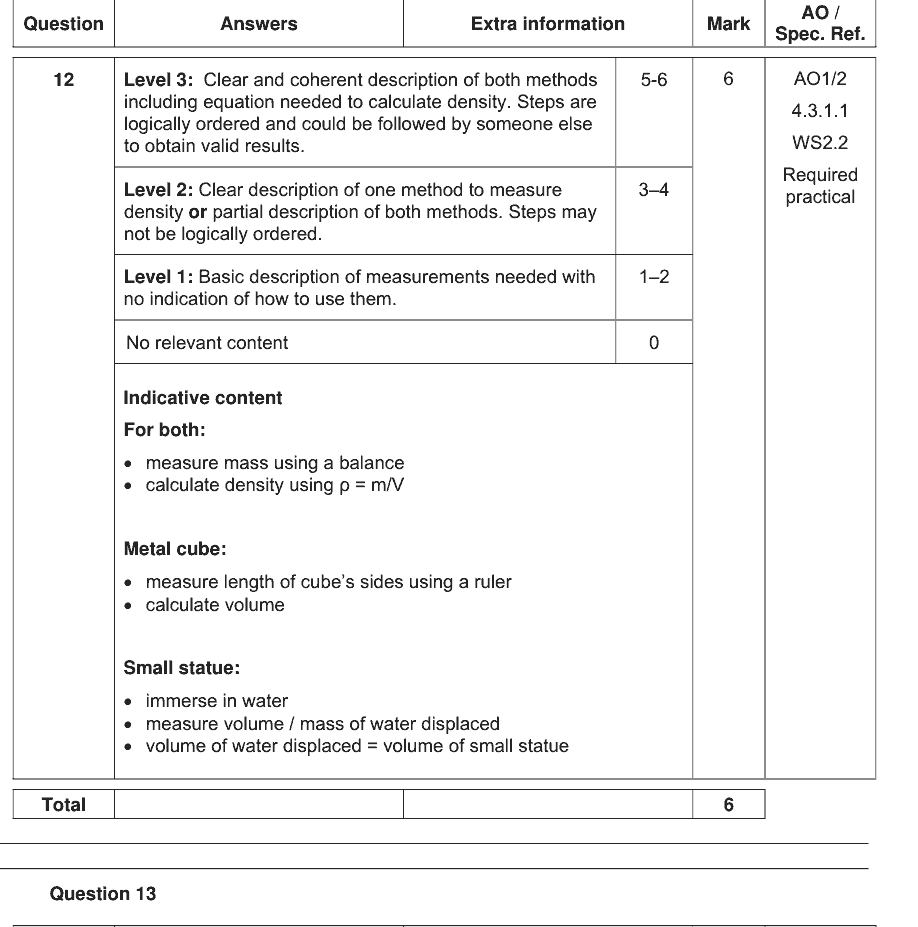 Question Answers Extra information Mark AO /
Spec. Ref.
12 Level 3: Clear and coherent description of both methods 5-6 6 AO1/2
including equation needed to calculate density. Steps are 4.3.1.1
logically ordered and could be followed by someone else WS2.2
to obtain valid results.
Required
practical
Level 2: Clear description of one method to measure 3–4
density or partial description of both methods. Steps may
not be logically ordered.
Level 1: Basic description of measurements needed with 1–2
no indication of how to use them.
No relevant content 0
Indicative content
For both:
• measure mass using a balance
• calculate density using ρ = m/V
Metal cube:
• measure length of cube’s sides using a ruler
• calculate volume
Small statue:
• immerse in water
• measure volume / mass of water displaced
• volume of water displaced = volume of small statue
Total 6
Question 13